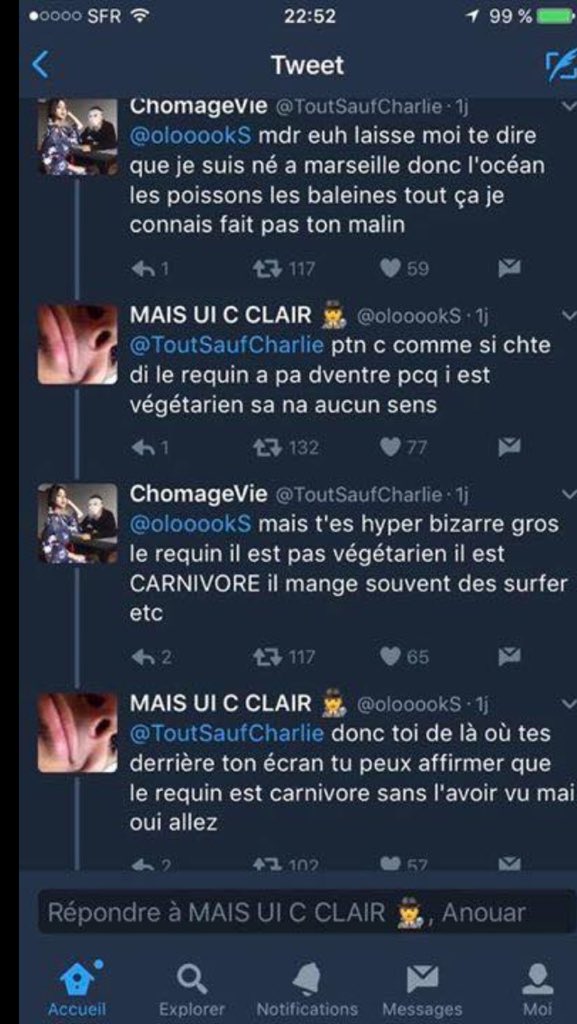 SFR 22:52 99 %
Tweet
ChomageVie @ToutSaufCharlie · 1j
@olooookS mdr euh laisse moi te dire
que je suis né a marseille donc l'océan
les poissons les baleines tout ça je
connais fait pas ton malin
1 117 59
MAIS UI C CLAIR @olooookS · 1j
@ToutSaufCharlie ptn c comme si chte
di le requin a pa dventre pcq i est
végétarien sa na aucun sens
1 132 77
ChomageVie @ToutSaufCharlie · 1j
@olooookS mais t'es hyper bizarre gros
le requin il est pas végétarien il est
CARNIVORE il mange souvent des surfer
etc
2 117 65
MAIS UI C CLAIR @olooookS · 1j
@ToutSaufCharlie donc toi de là où tes
derrière ton écran tu peux affirmer que
le requin est carnivore sans l'avoir vu mai
oui allez
2 102 57
Répondre à MAIS UI C CLAIR , Anouar
Accueil Explorer Notifications Messages Moi